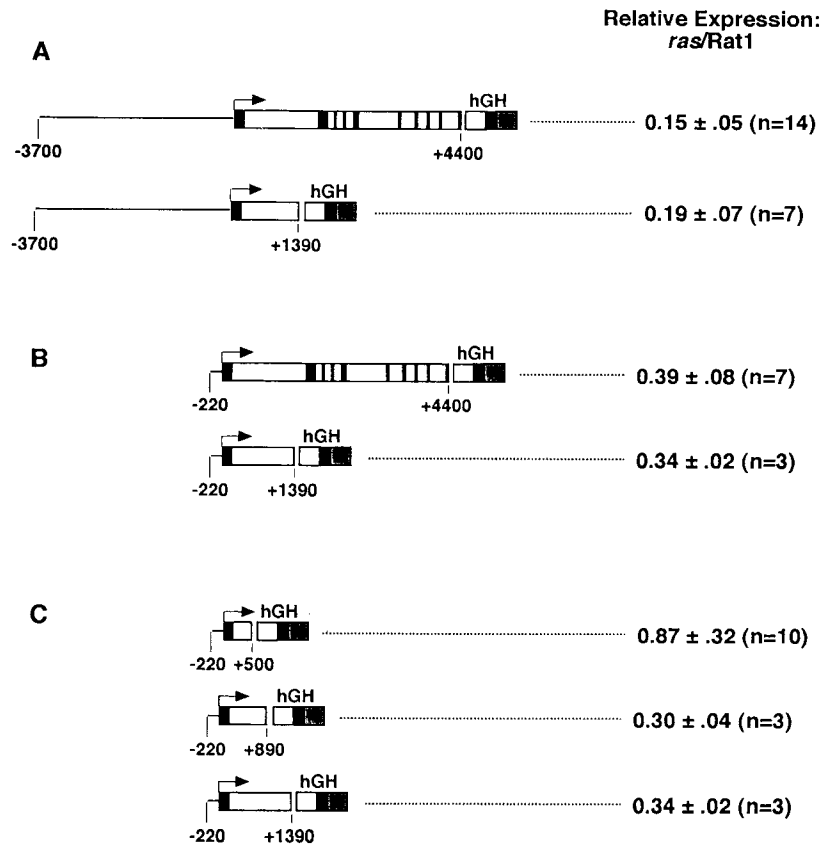 Relative Expression:
ras/Rat1
A
hGH
0.15 ± .05 (n=14)
-3700
+4400
hGH
0.19 ± .07 (n=7)
-3700
+1390
B
hGH
0.39 ± .08 (n=7)
-220
+4400
hGH
0.34 ± .02 (n=3)
-220
+1390
C
hGH
0.87 ± .32 (n=10)
-220
+500
hGH
0.30 ± .04 (n=3)
-220
+890
hGH
0.34 ± .02 (n=3)
-220
+1390